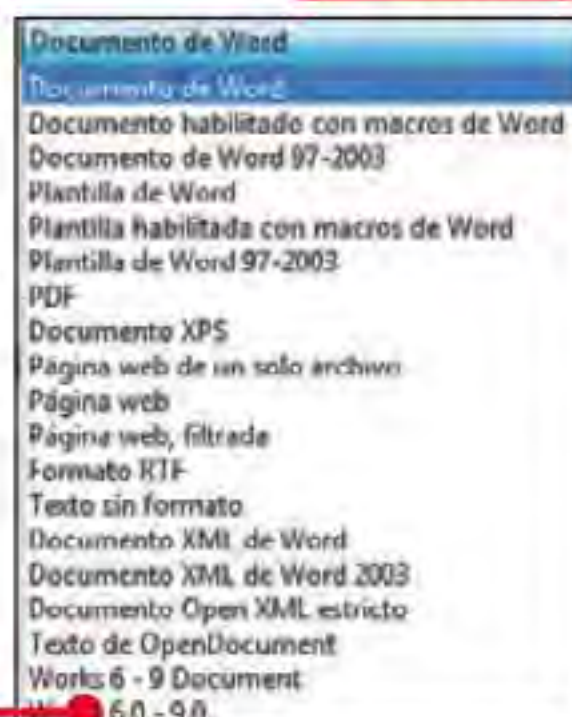 Documento de Word
Documento de Word
Documento habilitado con macros de Word
Documento de Word 97-2003
Plantilla de Word
Plantilla habilitada con macros de Word
Plantilla de Word 97-2003
PDF
Documento XPS
Página web de un solo archivo
Página web
Página web, filtrada
Formato RTF
Texto sin formato
Documento XML de Word
Documento XML de Word 2003
Documento Open XML estricto
Texto de OpenDocument
Works 6 - 9 Document
6.0 - 9.0